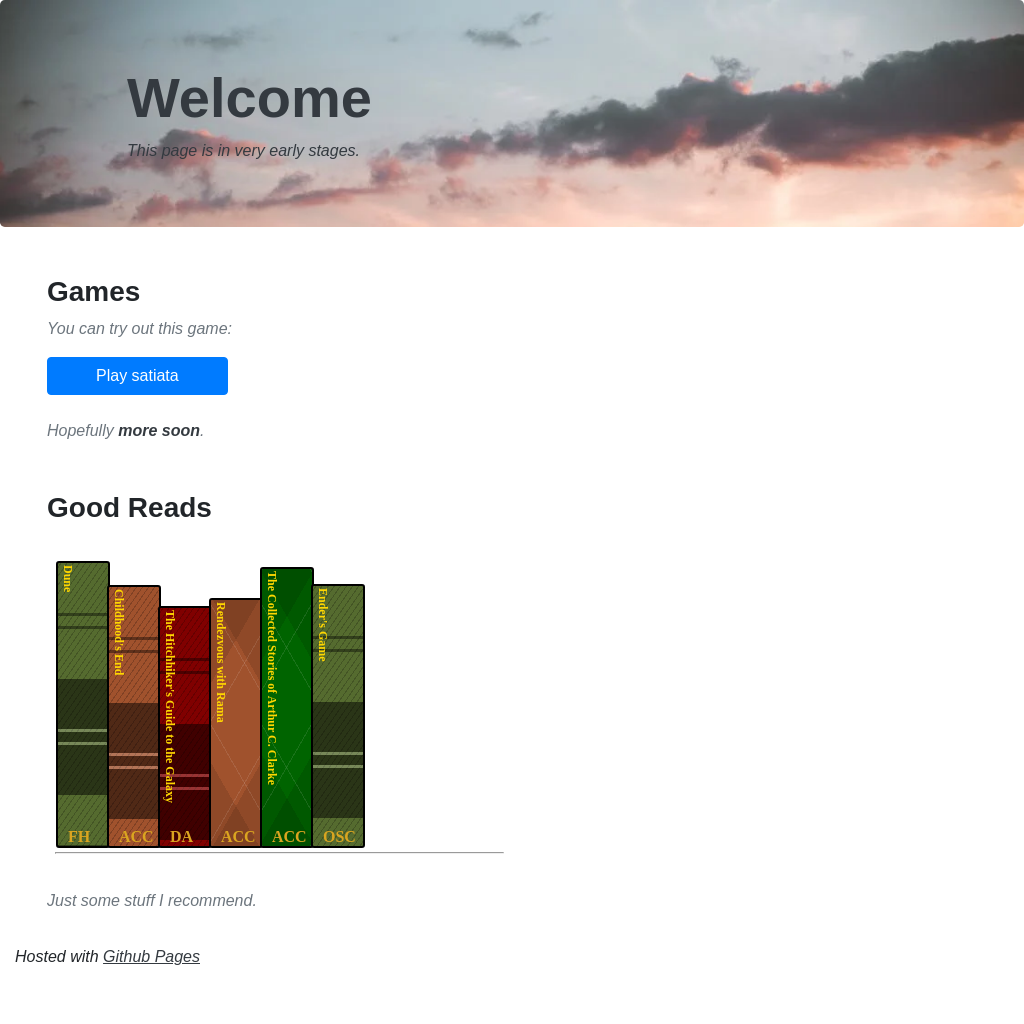 Welcome
This page is in very early stages.
Games
You can try out this game:
Play satiata
Hopefully more soon.
Good Reads
Dune
FH
Childhood's End
ACC
The Hitchhiker's Guide to the Galaxy
DA
Rendezvous with Rama
ACC
The Collected Stories of Arthur C. Clarke
ACC
Ender's Game
OSC
Just some stuff I recommend.
Hosted with Github Pages